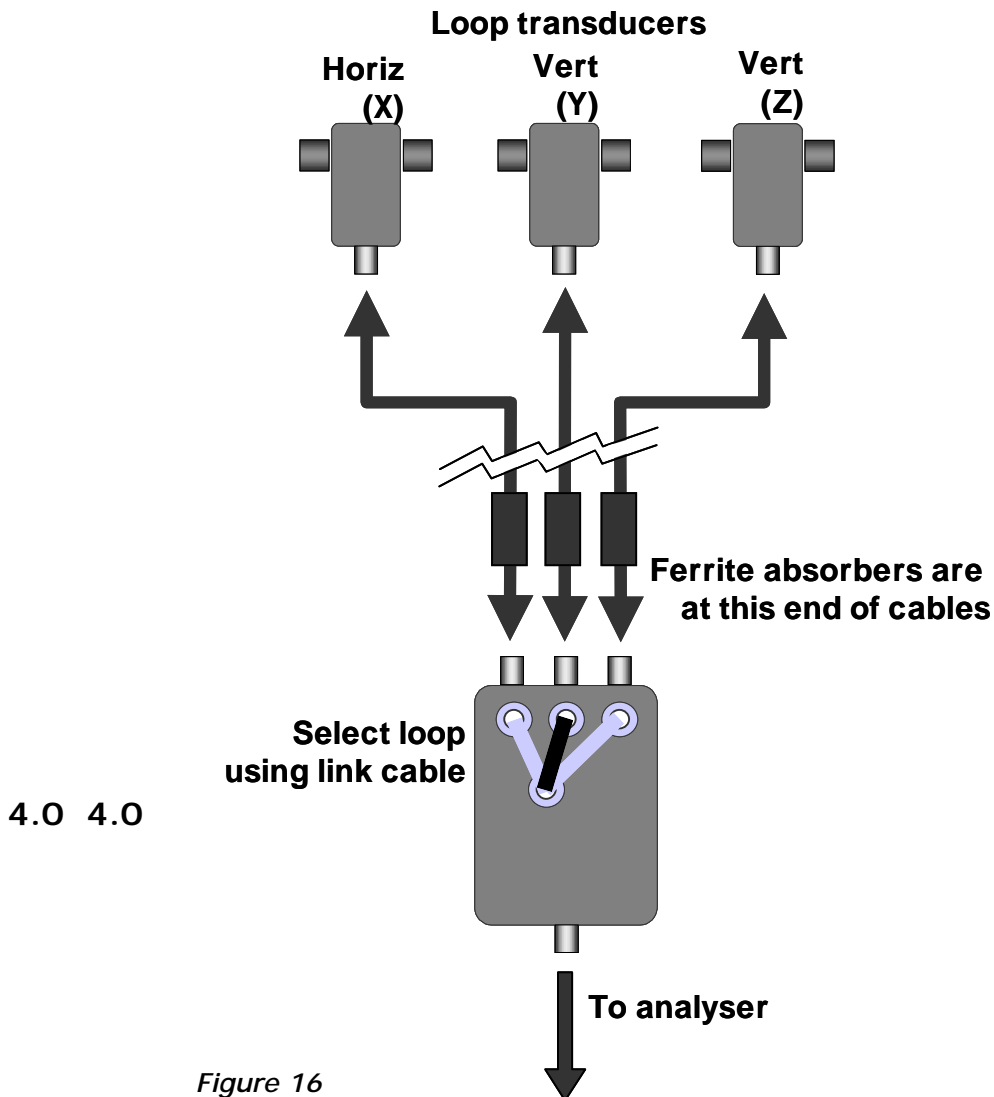 Loop transducers
Horiz
(X)
Vert
(Y)
Vert
(Z)
Ferrite absorbers are
at this end of cables
Select loop
using link cable
4.0 4.0
To analyser
Figure 16